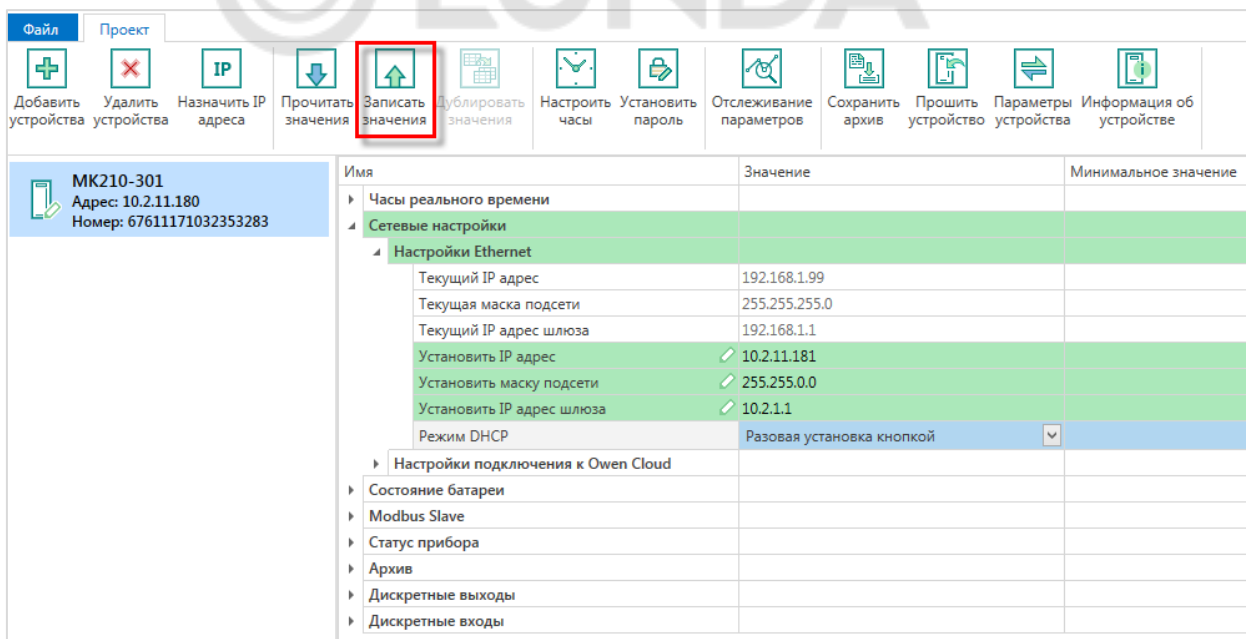 Файл Проект
IP
Добавить Удалить Назначить IP Прочитать Записать Дублировать Настроить Установить Отслеживание Сохранить Прошить Параметры Информация об
устройства устройства адреса значения значения значения часы пароль параметров архив устройство устройства устройстве
МК210-301
Адрес: 10.2.11.180
Номер: 67611171032353283
Имя Значение Минимальное значение
Часы реального времени
Сетевые настройки
Настройки Ethernet
Текущий IP адрес 192.168.1.99
Текущая маска подсети 255.255.255.0
Текущий IP адрес шлюза 192.168.1.1
Установить IP адрес 10.2.11.181
Установить маску подсети 255.255.0.0
Установить IP адрес шлюза 10.2.1.1
Режим DHCP Разовая установка кнопкой
Настройки подключения к Owen Cloud
Состояние батареи
Modbus Slave
Статус прибора
Архив
Дискретные выходы
Дискретные входы